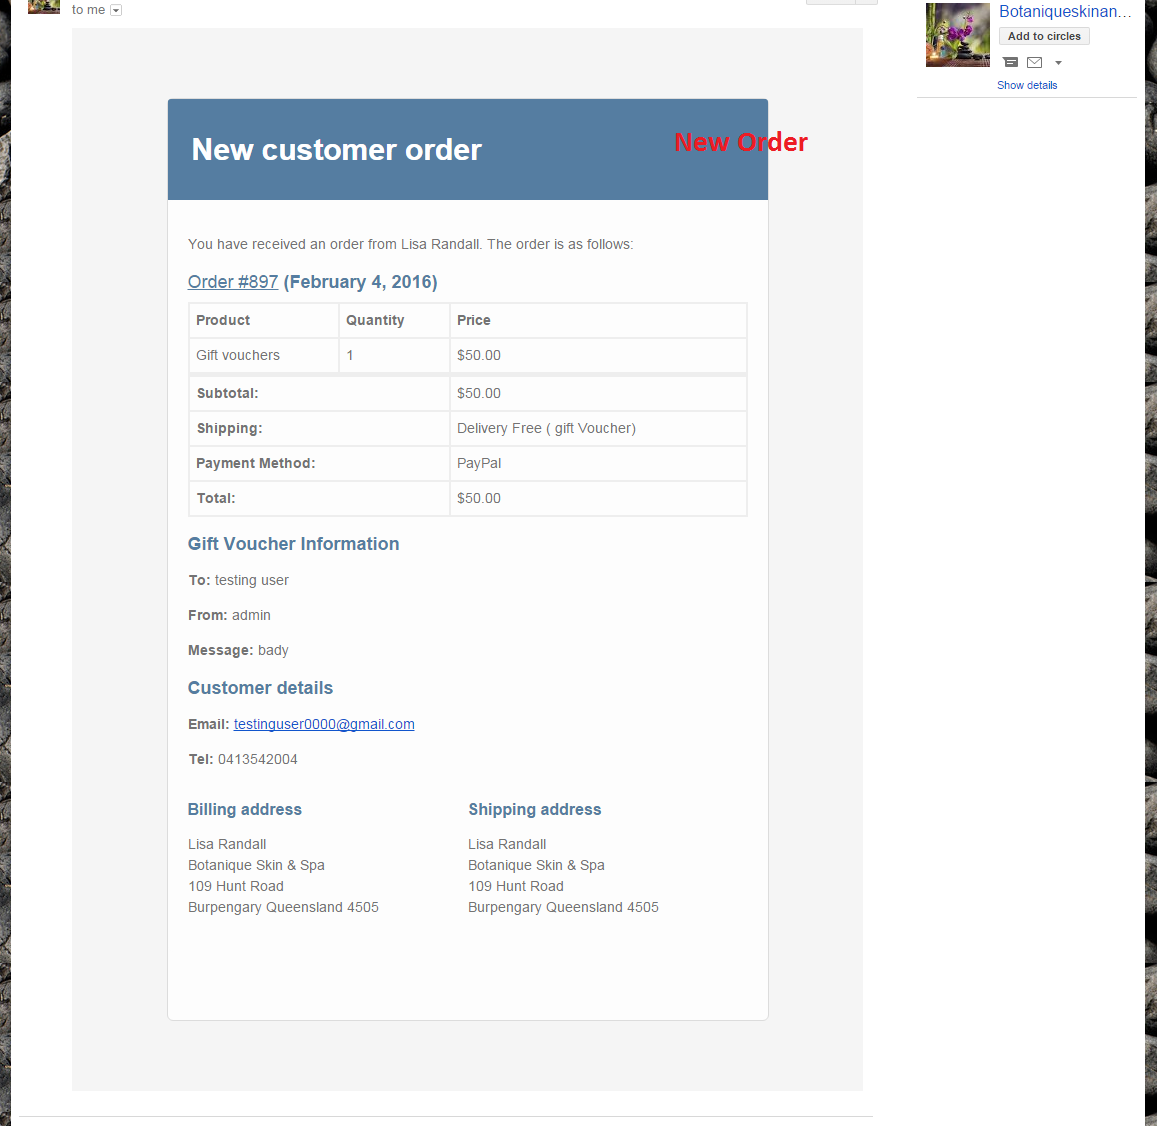 to me
Botaniqueskinan...
Add to circles
Show details
New customer order
New Order
You have received an order from Lisa Randall. The order is as follows:
Order #897 (February 4, 2016)
Product Quantity Price
Gift vouchers 1 $50.00
Subtotal: $50.00
Shipping: Delivery Free ( gift Voucher)
Payment Method: PayPal
Total: $50.00
Gift Voucher Information
To: testing user
From: admin
Message: bady
Customer details
Email: testinguser0000@gmail.com
Tel: 0413542004
Billing address
Lisa Randall
Botanique Skin & Spa
109 Hunt Road
Burpengary Queensland 4505
Shipping address
Lisa Randall
Botanique Skin & Spa
109 Hunt Road
Burpengary Queensland 4505